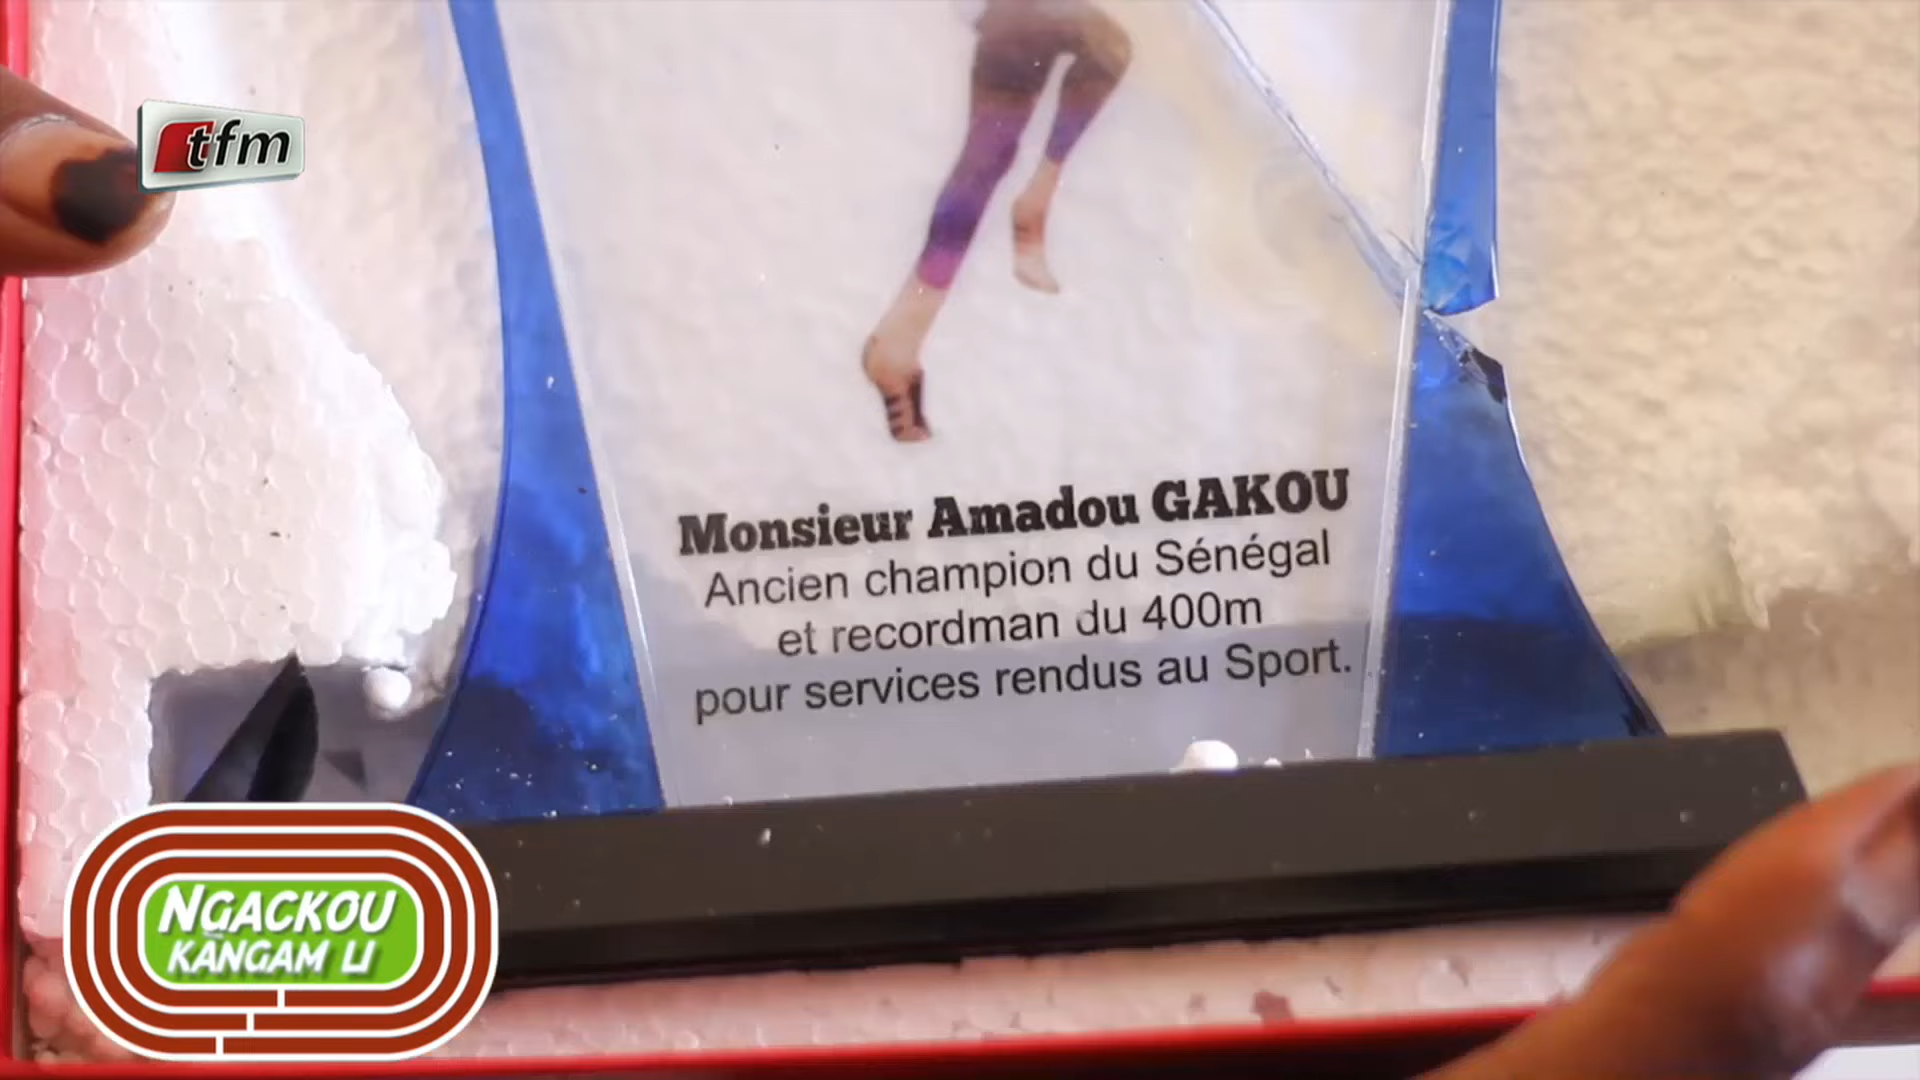 tfm
Monsieur Amadou GAKOU
Ancien champion du Sénégal
et recordman du 400m
pour services rendus au Sport.
NGACKOU
KÀNGAM LI